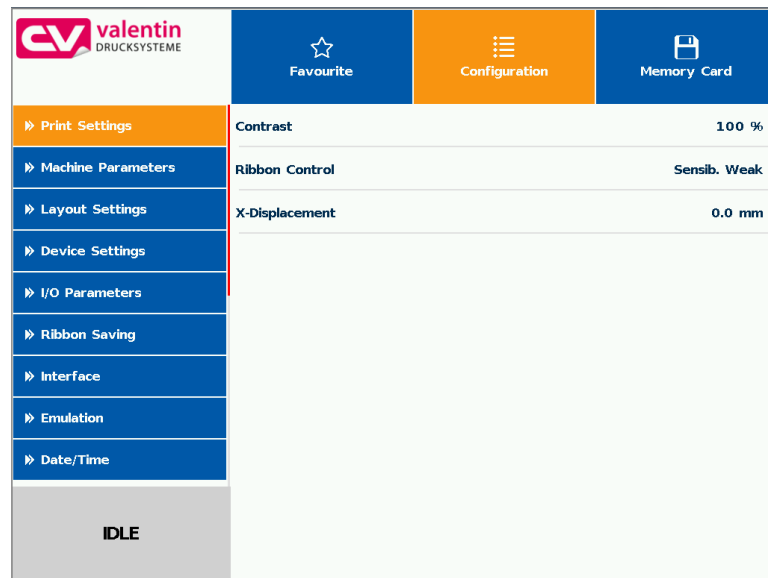 valentin
DRUCKSYSTEME
Favourite
Configuration
Memory Card
Print Settings
Machine Parameters
Layout Settings
Device Settings
I/O Parameters
Ribbon Saving
Interface
Emulation
Date/Time
IDLE
Contrast 100 %
Ribbon Control Sensib. Weak
X-Displacement 0.0 mm